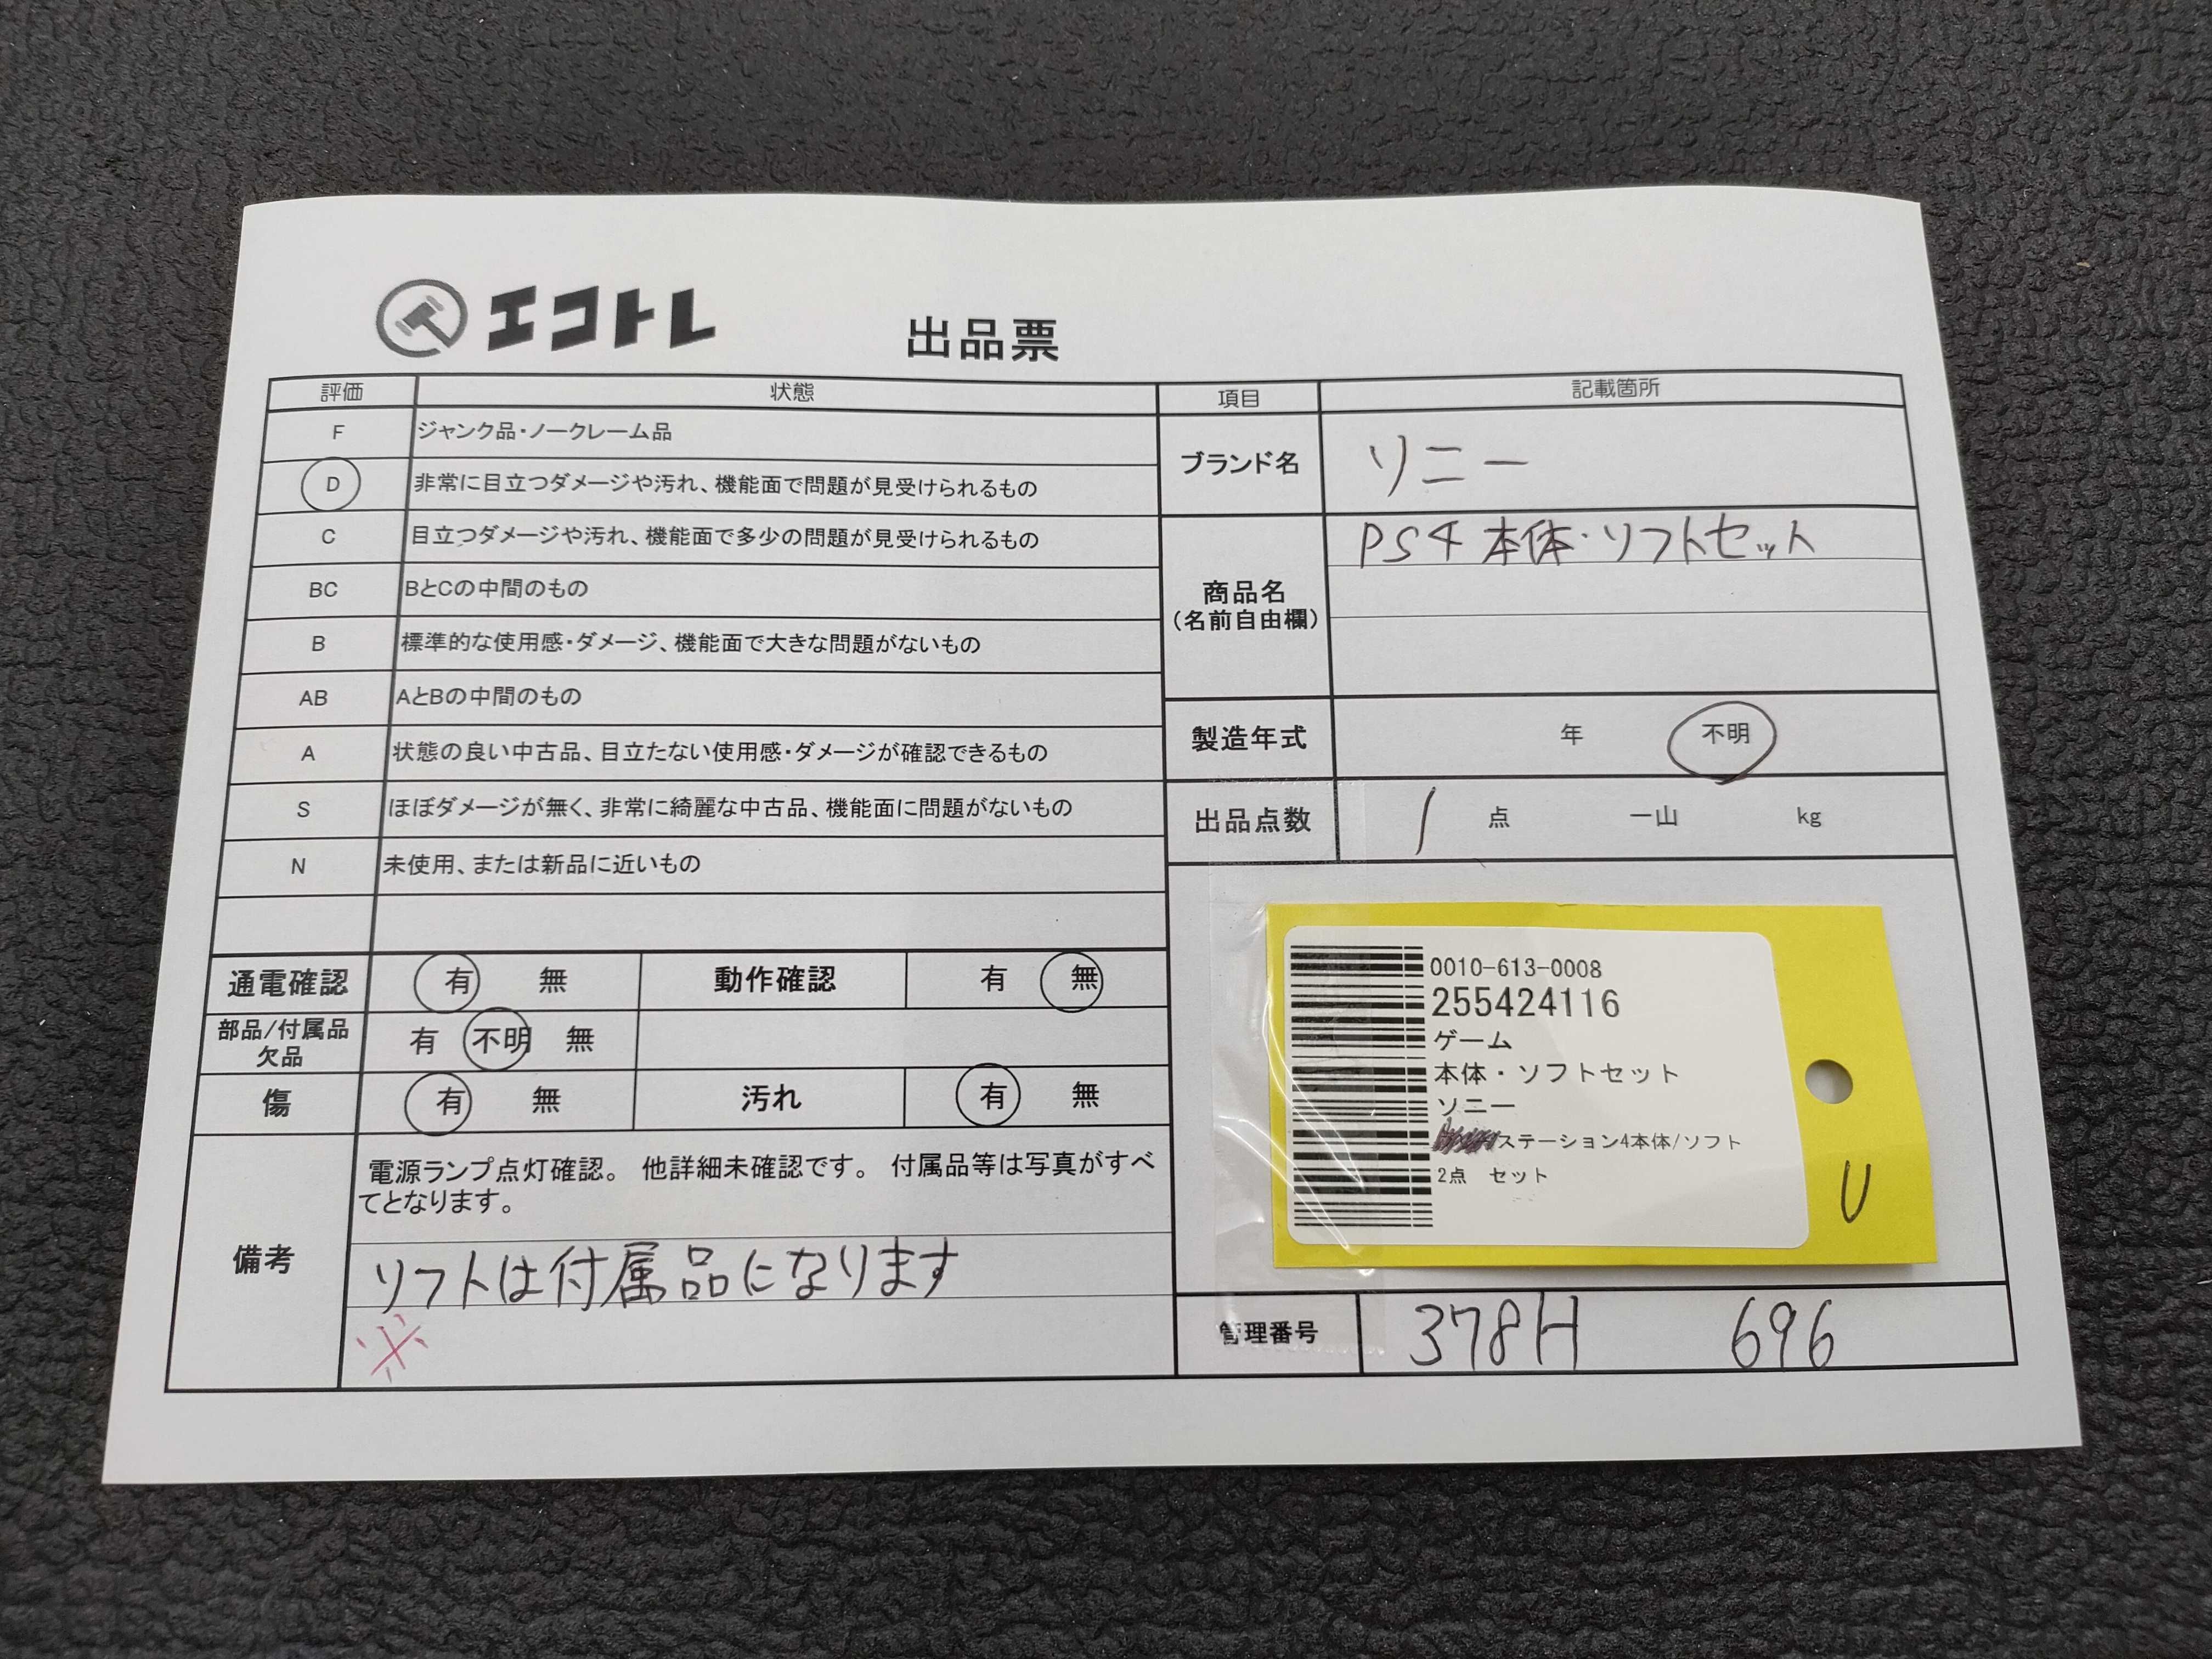 エコトレ
出品票
評価 状態
F ジャンク品・ノークレーム品
D 非常に目立つダメージや汚れ、機能面で問題が見受けられるもの
C 目立つダメージや汚れ、機能面で多少の問題が見受けられるもの
BC BとCの中間のもの
B 標準的な使用感・ダメージ、機能面で大きな問題がないもの
AB AとBの中間のもの
A 状態の良い中古品、目立たない使用感・ダメージが確認できるもの
S ほぼダメージが無く、非常に綺麗な中古品、機能面に問題がないもの
N 未使用、または新品に近いもの
通電確認 有 無 動作確認 有 無
部品/付属品
欠品
有 不明 無
傷 有 無 汚れ 有 無
備考
電源ランプ点灯確認。 他詳細未確認です。 付属品等は写真がすべ
てとなります。
ソフトは付属品になります
※
項目 記載箇所
ブランド名 ソニー
商品名
(名前自由欄)
PS4 本体・ソフトセット
製造年式 年 不明
出品点数 1 点 一山 kg
0010-613-0008
255424116
ゲーム
本体・ソフトセット
ソニー
ステーション4本体/ソフト
2点 セット
U
管理番号 378H 696